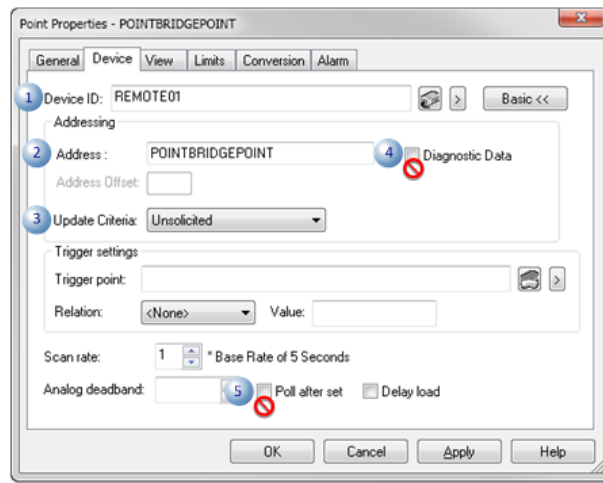 Point Properties - POINTBRIDGEPOINT
General Device View Limits Conversion Alarm
1 Device ID: REMOTE01 > Basic <<
Addressing
2 Address : POINTBRIDGEPOINT 4 Diagnostic Data
Address Offset:
3 Update Criteria: Unsolicited
Trigger settings
Trigger point: >
Relation: <None> Value:
Scan rate: 1 * Base Rate of 5 Seconds
Analog deadband: 5 Poll after set Delay load
OK Cancel Apply Help